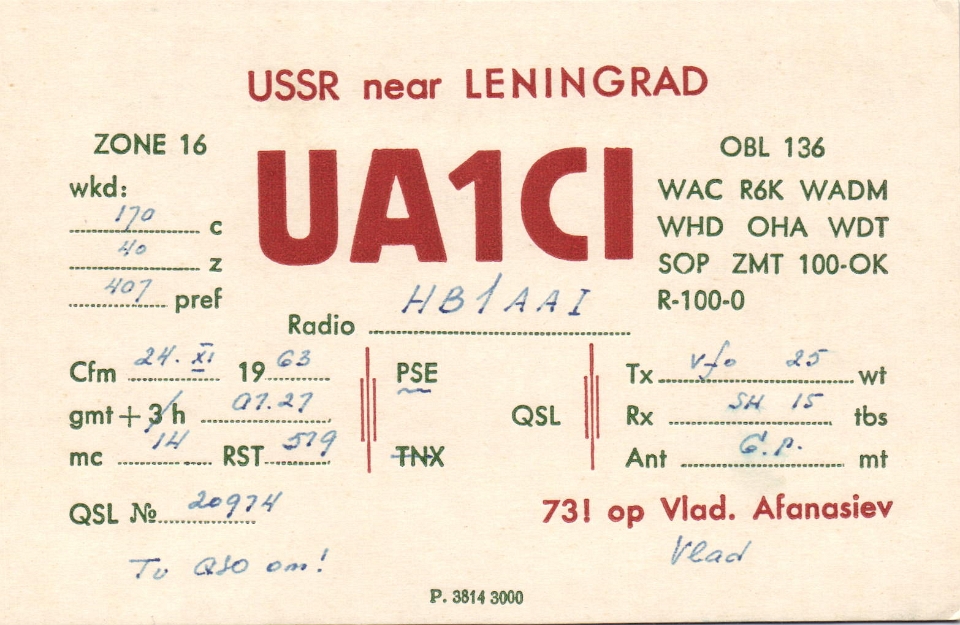 USSR near LENINGRAD
ZONE 16
UA1CI
OBL 136
wkd:
170 c
40 z
407 pref
WAC R6K WADM
WHD OHA WDT
SOP ZMT 100-OK
R-100-0
Radio HB1AAI
Cfm 24. XI 1963
gmt + 3 h 07.27
mc 14 RST 579
PSE
QSL
TNX
Tx vfo 25 wt
Rx SH 15 tbs
Ant G.P. mt
QSL № 20974
73! op Vlad. Afanasiev
Tu QSO om!
Vlad
P. 3814 3000